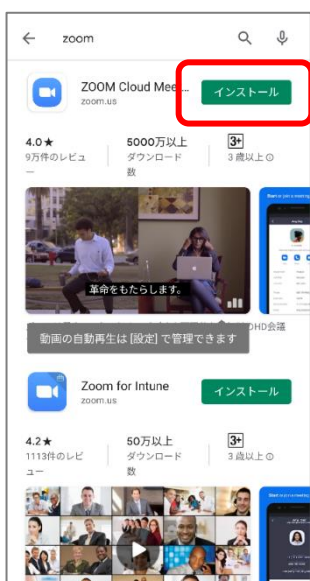 zoom
ZOOM Cloud Mee...
zoom.us
インストール
4.0★
9万件のレビュ
ー
5000万以上
ダウンロード
数
3+
3 歳以上
革命をもたらします。
動画の自動再生は [設定] で管理できます
HD会議
Zoom for Intune
zoom.us
インストール
4.2★
1113件のレビ
ュー
50万以上
ダウンロード
数
3+
3 歳以上